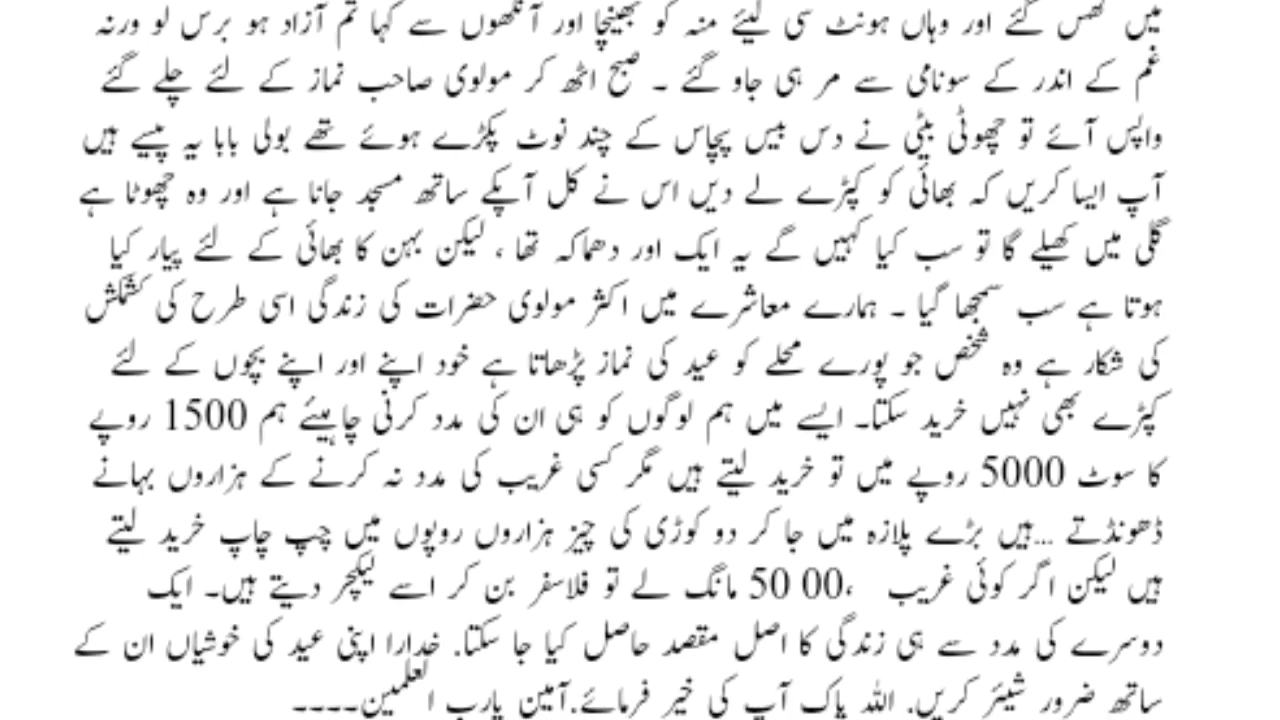 میں گھس گئے اور وہاں ہونٹ سی لیئے منہ کو بھینچا اور آنکھوں سے کہا تم آزاد ہو برس لو ورنہ
غم کے اندر کے سونامی سے مر ہی جاو گئے ۔ صبح اٹھ کر مولوی صاحب نماز کے لئے چلے گئے
واپس آئے تو چھوٹی بیٹی نے دس بیس پچاس کے چند نوٹ پکڑے ہوئے تھے بولی بابا یہ پیسے ہیں
آپ ایسا کریں کہ بھائی کو کپڑے لے دیں اس نے کل آپکے ساتھ مسجد جانا ہے اور وہ چھوٹا ہے
گلی میں کھیلے گا تو سب کیا کہیں گے یہ ایک اور دھماکہ تھا ، لیکن بہن کا بھائی کے لئے پیار کیا
ہوتا ہے سب سمجھا گیا ۔ ہمارے معاشرے میں اکثر مولوی حضرات کی زندگی اسی طرح کی کشمکش
کی شکار ہے وہ شخص جو پورے محلے کو عید کی نماز پڑھاتا ہے خود اپنے اور اپنے بچوں کے لئے
کپڑے بھی نہیں خرید سکتا۔ ایسے میں ہم لوگوں کو ہی ان کی مدد کرنی چاہیئے ہم 1500 روپے
کا سوٹ 5000 روپے میں تو خرید لیتے ہیں مگر کسی غریب کی مدد نہ کرنے کے ہزاروں بہانے
ڈھونڈتے ...ہیں بڑے پلازہ میں جا کر دو کوڑی کی چیز ہزاروں روپوں میں چپ چاپ خرید لیتے
ہیں لیکن اگر کوئی غریب ،50 00 مانگ لے تو فلاسفر بن کر اسے لیکچر دیتے ہیں۔ ایک
دوسرے کی مدد سے ہی زندگی کا اصل مقصد حاصل کیا جا سکتا. خدارا اپنی عید کی خوشیاں ان کے
ساتھ ضرور شیئر کریں. اللہ پاک آپ کی خیر فرمائے.آمین یارب العلمین۔۔۔۔